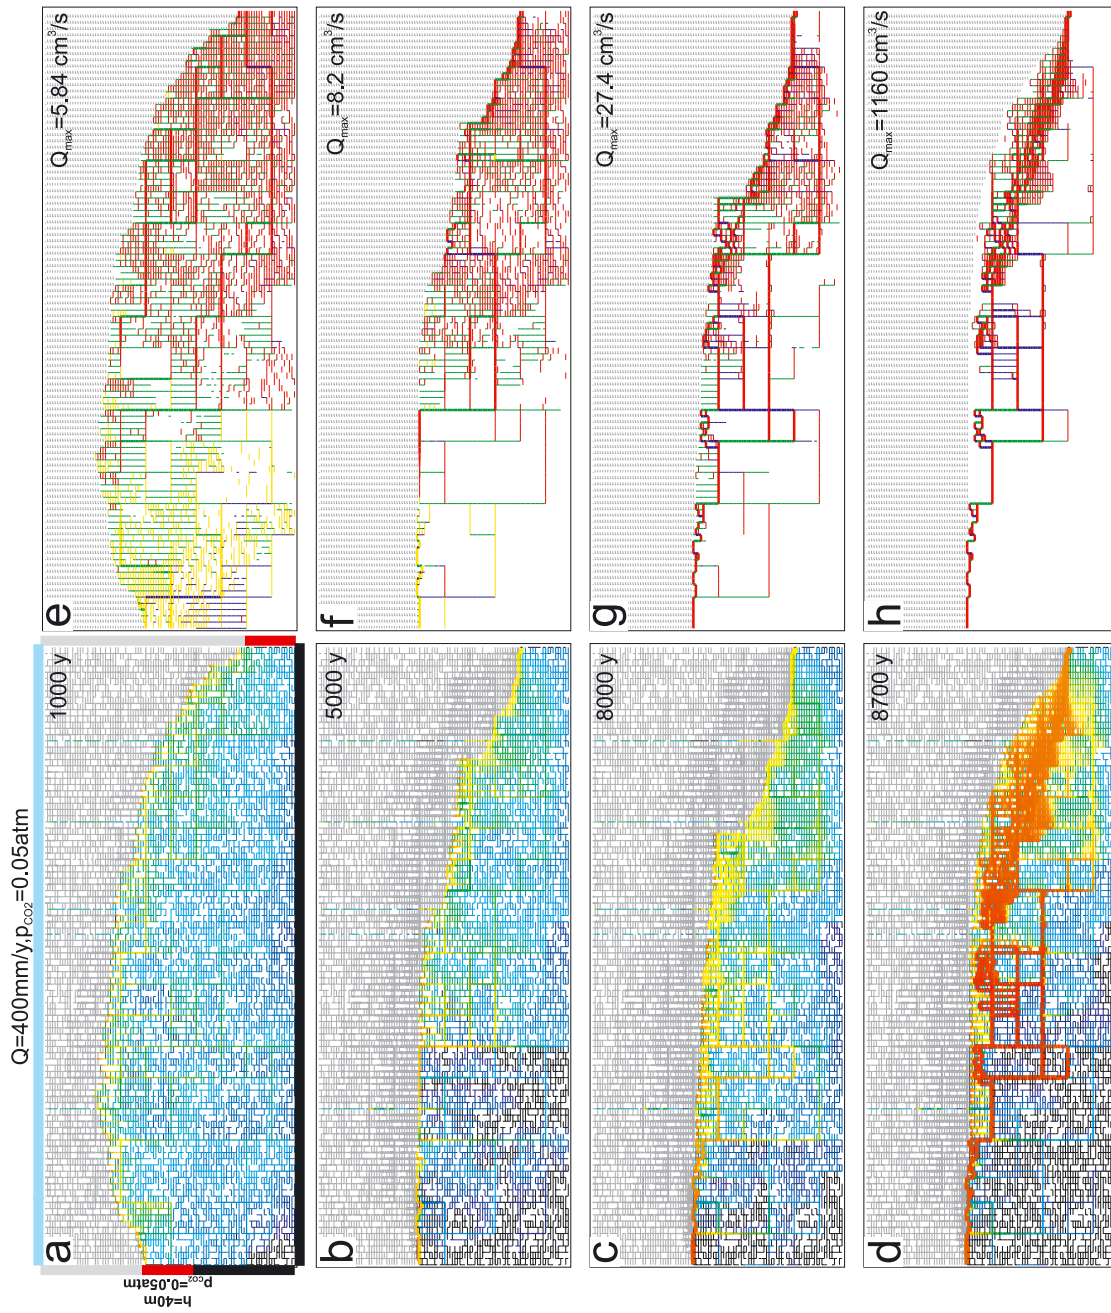 Q=400mm/y,pCO2=0.05atm
h=40m
pco2=0.05atm
a
1000 y
b
5000 y
c
8000 y
d
8700 y
e
Qmax=5.84 cm³/s
f
Qmax=8.2 cm³/s
g
Qmax=27.4 cm³/s
h
Qmax=1160 cm³/s